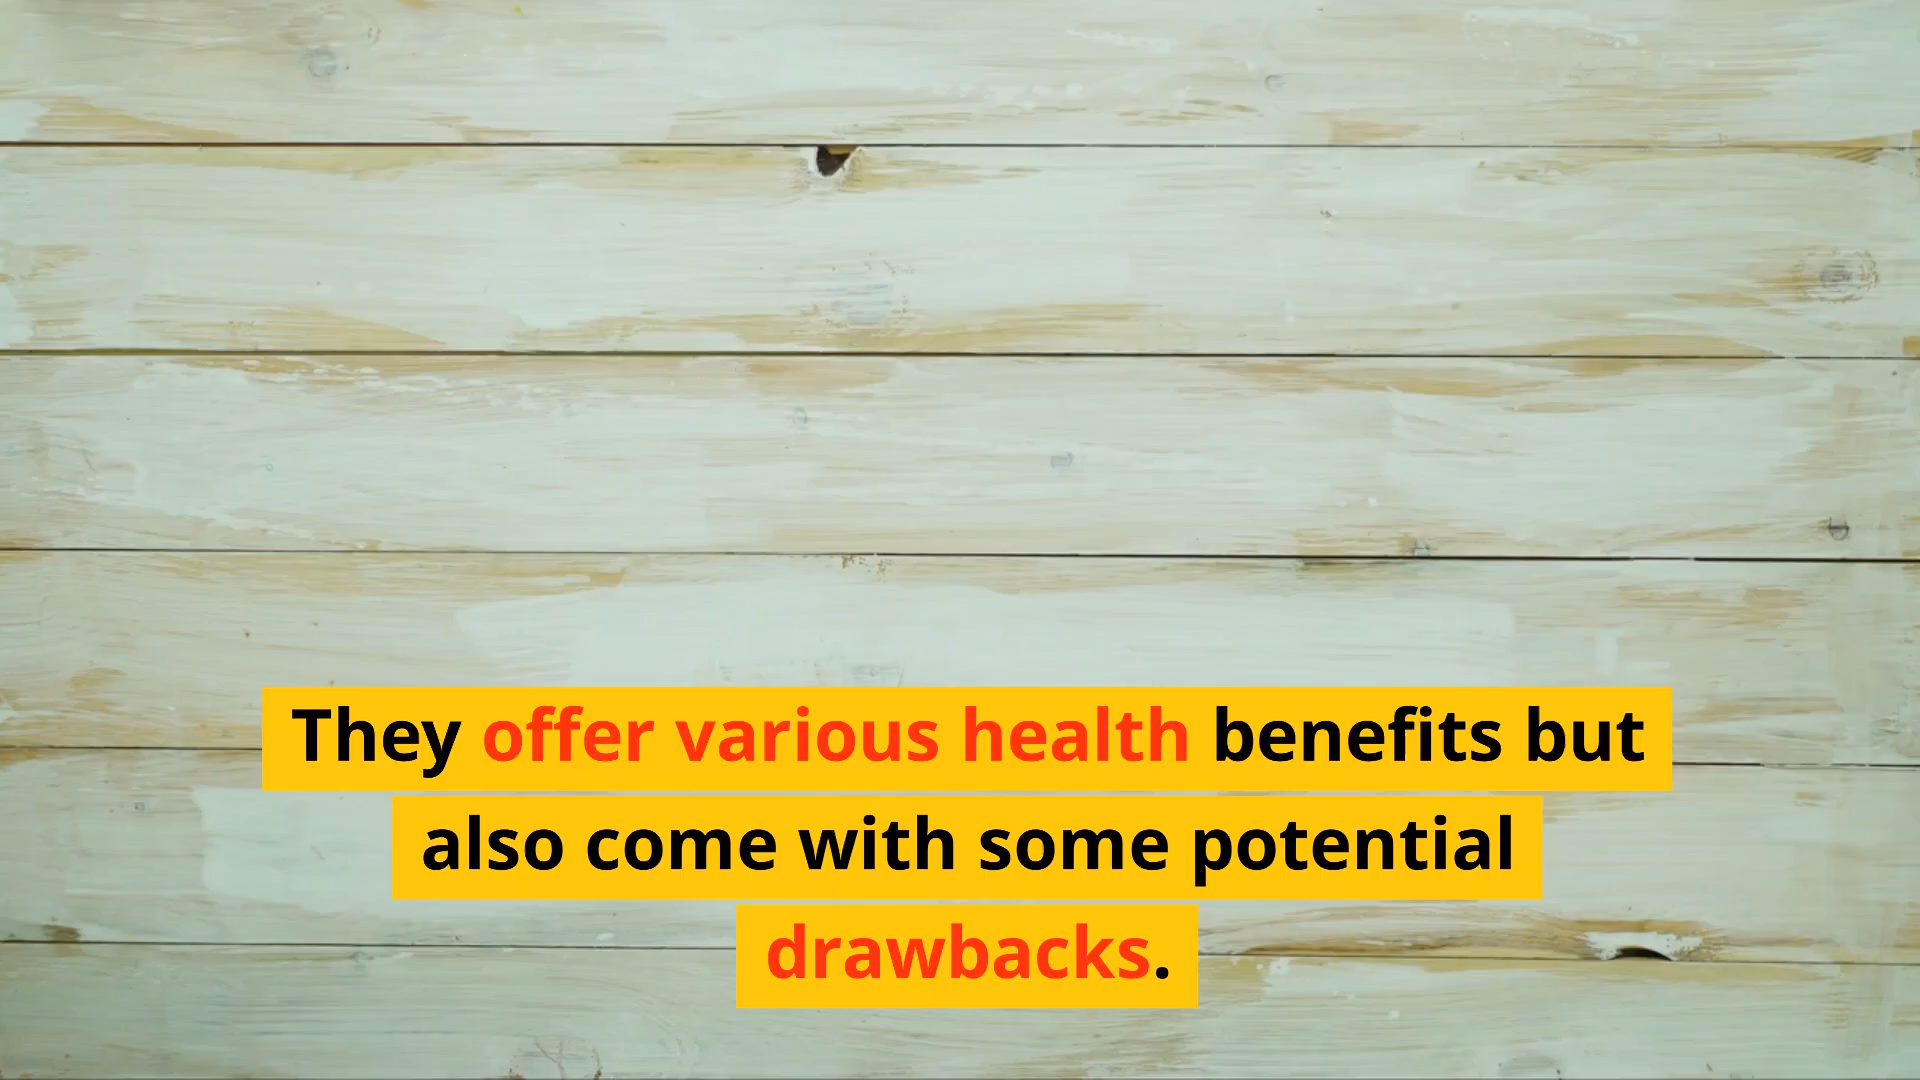 They offer various health benefits but
also come with some potential
drawbacks.